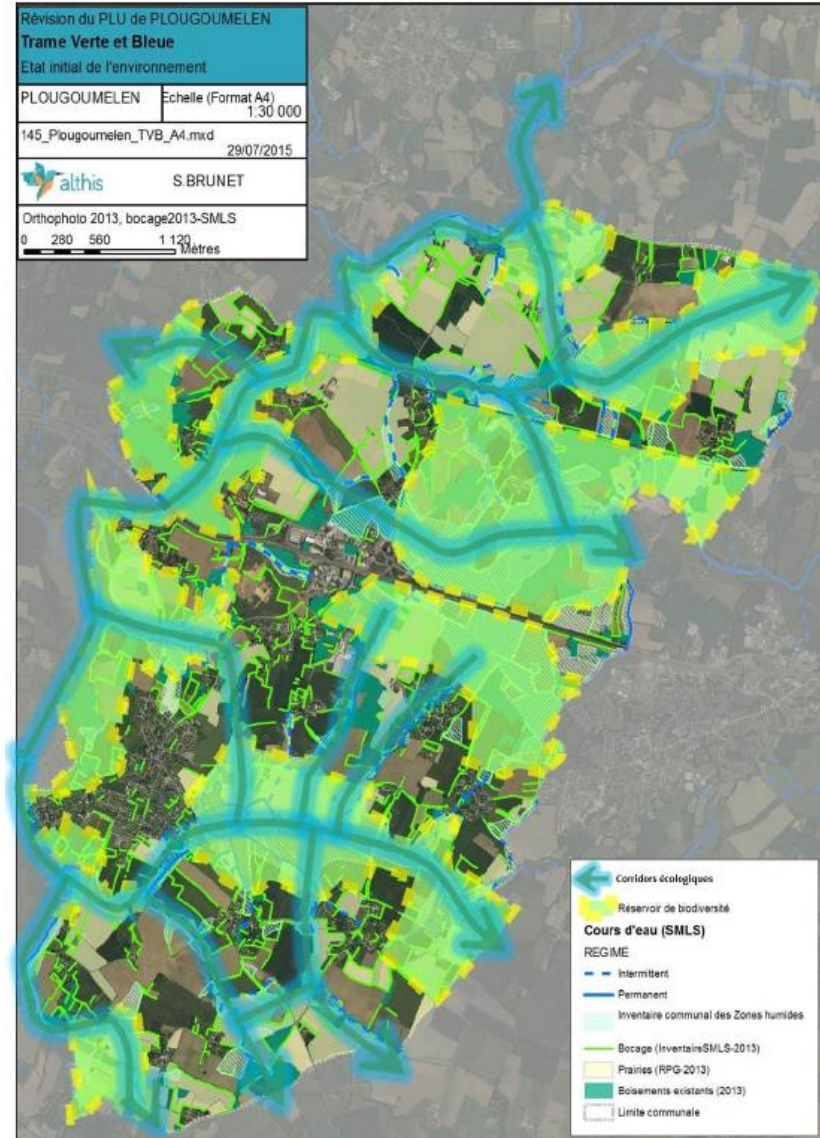 Révision du PLU de PLOUGOUMELEN
Trame Verte et Bleue
Etat initial de l'environnement
PLOUGOUMELEN
Echelle (Format A4)
1:30 000
145_Plougoumelen_TVB_A4.mxd
29/07/2015
althis
S.BRUNET
Orthophoto 2013, bocage2013-SMLS
0 280 560 1 120
Mètres
Corridors écologiques
Réservoir de biodiversité
Cours d'eau (SMLS)
REGIME
Intermittent
Permanent
Inventaire communal des Zones humides
Bocage (InventaireSMLS-2013)
Prairies (RPG-2013)
Boisements existants (2013)
Limite communale